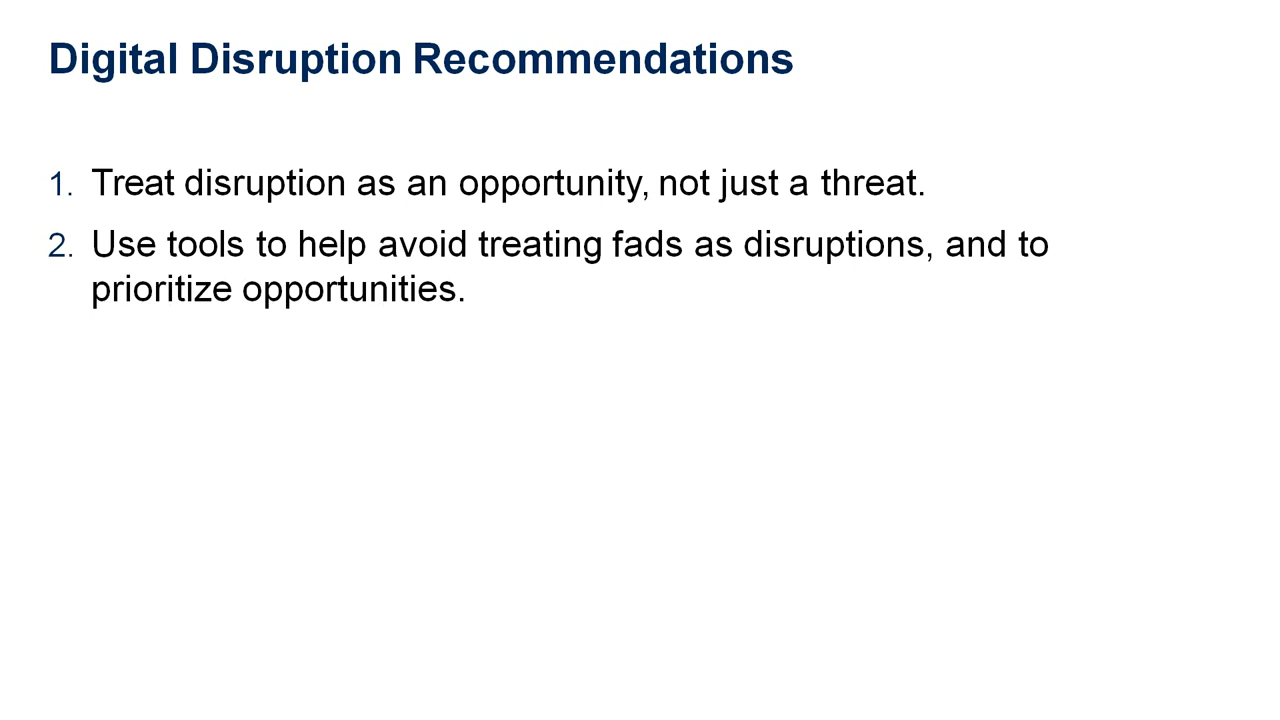 Digital Disruption Recommendations
1. Treat disruption as an opportunity, not just a threat.
2. Use tools to help avoid treating fads as disruptions, and to
prioritize opportunities.